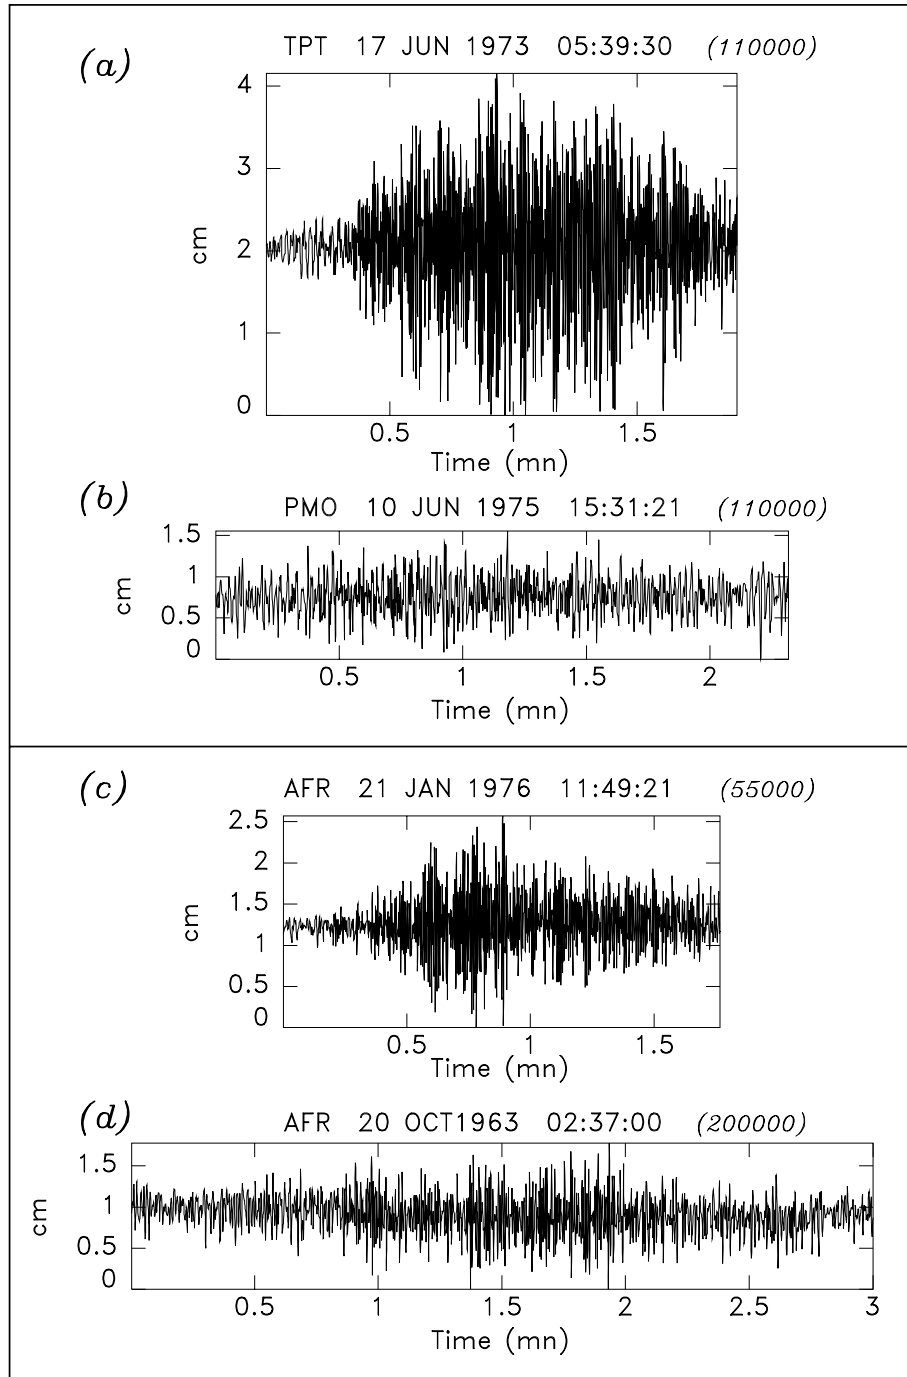 (a)
TPT 17 JUN 1973 05:39:30 (110000)
4
3
2
1
0
cm
0.5 1 1.5
Time (mn)
(b)
PMO 10 JUN 1975 15:31:21 (110000)
1.5
1
0.5
0
cm
0.5 1 1.5 2
Time (mn)
(c)
AFR 21 JAN 1976 11:49:21 (55000)
2.5
2
1.5
1
0.5
0
cm
0.5 1 1.5
Time (mn)
(d)
AFR 20 OCT1963 02:37:00 (200000)
1.5
1
0.5
0
cm
0.5 1 1.5 2 2.5 3
Time (mn)